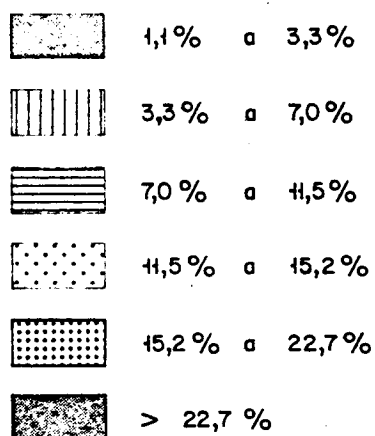 1,1% a 3,3%
3,3% a 7,0%
7,0% a 11,5%
11,5% a 15,2%
15,2% a 22,7%
> 22,7 %